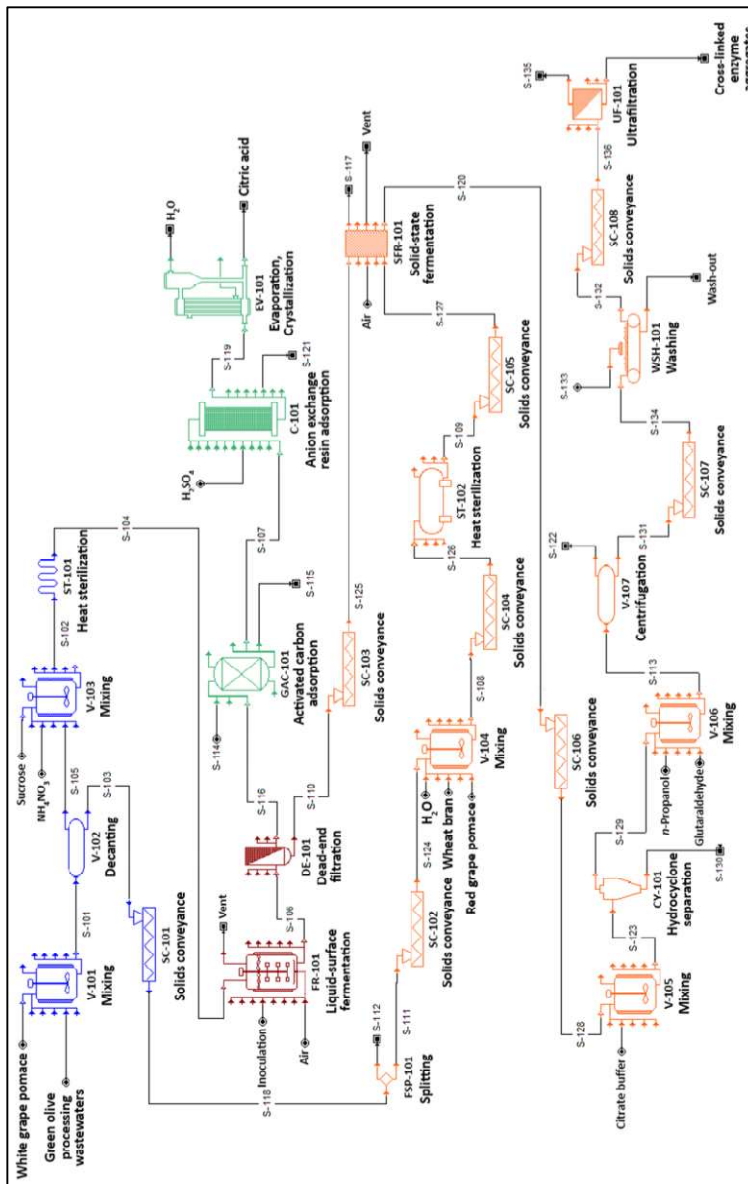 White grape pomace
Green olive
processing
wastewaters
V-101
Mixing
S-101
V-102
Decanting
S-105
S-103
Sucrose
NH₄NO₃
V-103
Mixing
S-102
ST-101
Heat sterilization
S-104
SC-101
Solids conveyance
S-118
Inoculation
Air
Vent
FR-101
Liquid-surface
fermentation
S-106
DE-101
Dead-end
filtration
S-116
S-110
S-114
GAC-101
Activated carbon
adsorption
S-115
S-107
H₂SO₄
C-101
Anion exchange
resin adsorption
S-121
S-119
EV-101
Evaporation,
Crystallization
H₂O
Citric acid
SC-103
Solids conveyance
S-125
FSP-101
Splitting
S-112
S-111
SC-102
Solids conveyance
S-124
H₂O
Wheat bran
Red grape pomace
V-104
Mixing
S-108
SC-104
Solids conveyance
S-126
ST-102
Heat sterilization
S-109
SC-105
Solids conveyance
S-127
Air
SFR-101
Solid-state
fermentation
S-117
Vent
S-120
SC-106
Solids conveyance
S-128
Citrate buffer
V-105
Mixing
S-123
CY-101
Hydrocyclone
separation
S-130
S-129
n-Propanol
Glutaraldehyde
V-106
Mixing
S-113
V-107
Centrifugation
S-122
S-131
SC-107
Solids conveyance
S-134
S-133
WSH-101
Washing
Wash-out
S-132
SC-108
Solids conveyance
S-136
UF-101
Ultrafiltration
S-135
Cross-linked
enzyme
aggregates